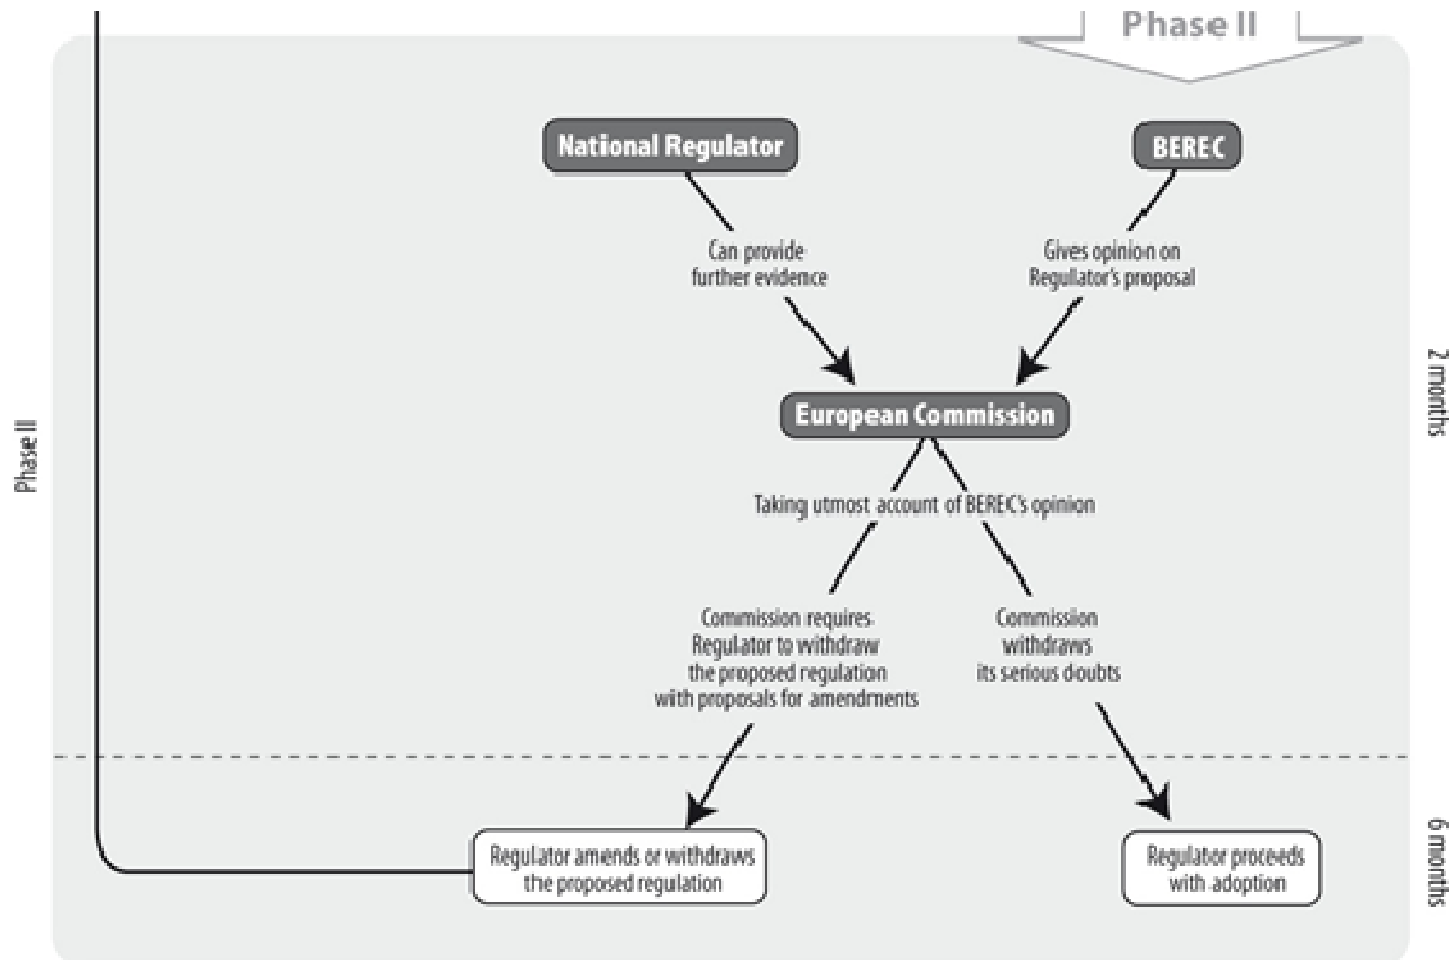 Phase II
National Regulator
BEREC
Can provide
further evidence
Gives opinion on
Regulator's proposal
2 months
European Commission
Phase II
Taking utmost account of BEREC's opinion
Commission requires
Regulator to withdraw
the proposed regulation
with proposals for amendments
Commission
withdraws
its serious doubts
Regulator amends or withdraws
the proposed regulation
Regulator proceeds
with adoption
6 months